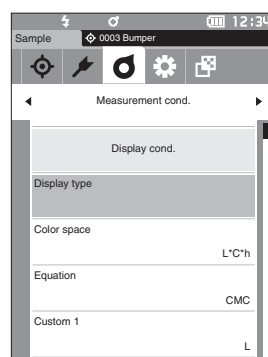 12:34
Sample
0003 Bumper
Measurement cond.
Display cond.
Display type
Color space
L*C*h
Equation
CMC
Custom 1
L